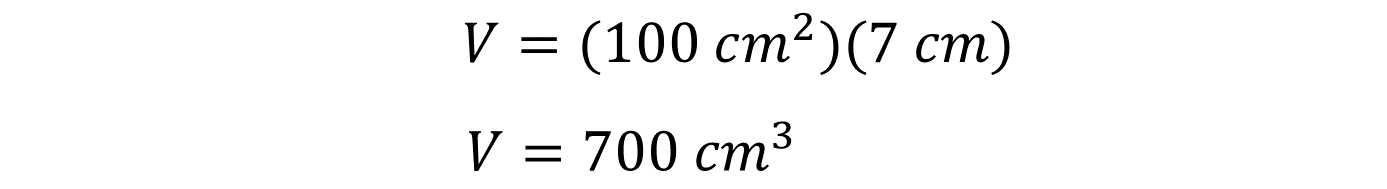 V = (100 cm²)(7 cm)
V = 700 cm³